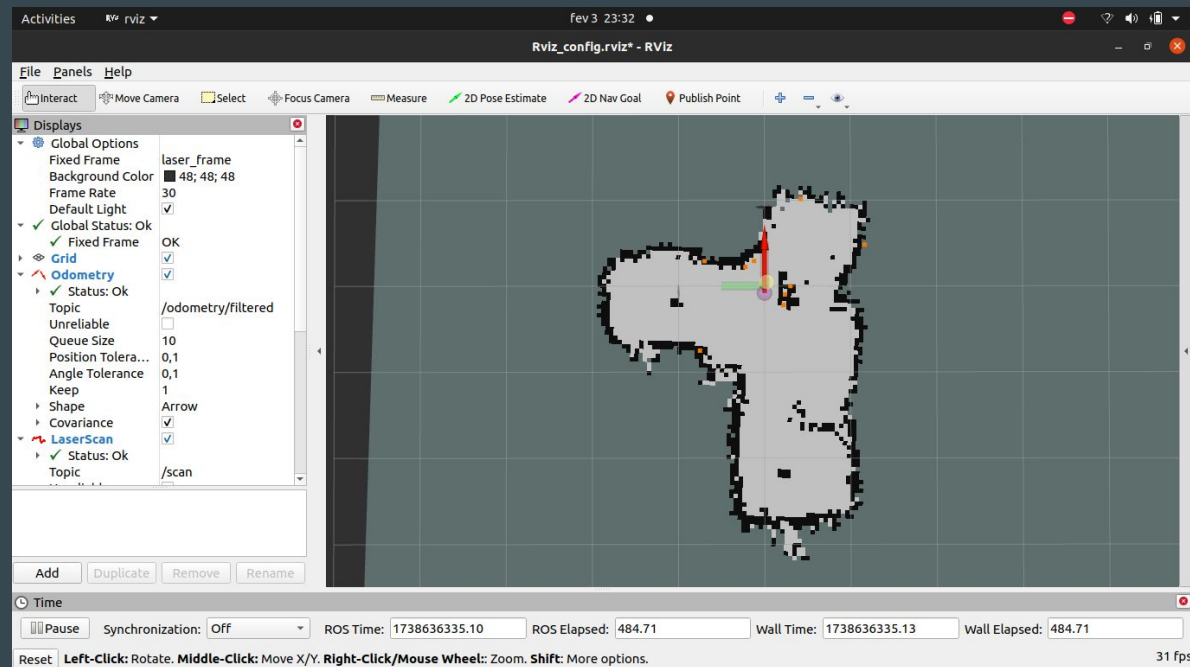 Activities rviz fev 3 23:32
Rviz_config.rviz* - RViz
File Panels Help
Interact Move Camera Select Focus Camera Measure 2D Pose Estimate 2D Nav Goal Publish Point
Displays
Global Options
Fixed Frame laser_frame
Background Color 48; 48; 48
Frame Rate 30
Default Light
Global Status: Ok
Fixed Frame OK
Grid
Odometry
Status: Ok
Topic /odometry/filtered
Unreliable
Queue Size 10
Position Tolera... 0,1
Angle Tolerance 0,1
Keep 1
Shape Arrow
Covariance
LaserScan
Status: Ok
Topic /scan
Add Duplicate Remove Rename
Time
Pause Synchronization: Off ROS Time: 1738636335.10 ROS Elapsed: 484.71 Wall Time: 1738636335.13 Wall Elapsed: 484.71
Reset Left-Click: Rotate. Middle-Click: Move X/Y. Right-Click/Mouse Wheel:: Zoom. Shift: More options. 31 fps